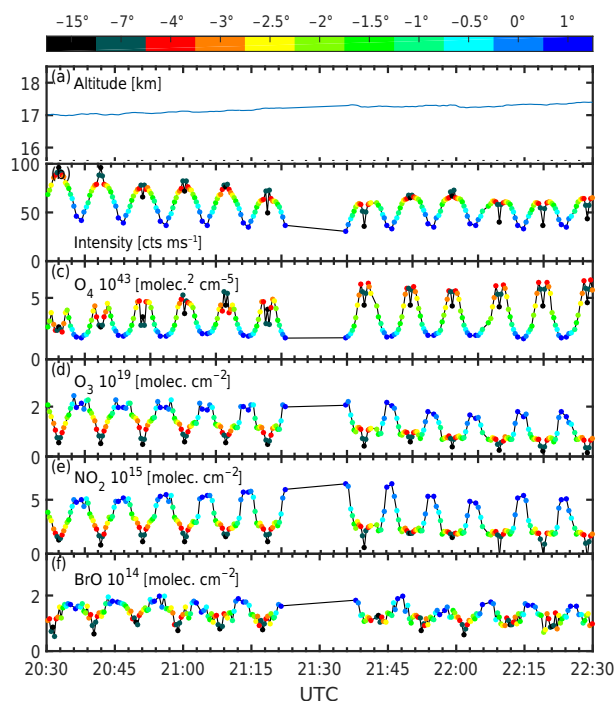 −15° −7° −4° −3° −2.5° −2° −1.5° −1° −0.5° 0° 1°
(a)
Altitude [km]
18
17
16
100
50
0
Intensity [cts ms⁻¹]
(c)
O₄ 10⁴³ [molec.² cm⁻⁵]
5
0
(d)
O₃ 10¹⁹ [molec. cm⁻²]
2
0
(e)
NO₂ 10¹⁵ [molec. cm⁻²]
5
0
(f)
BrO 10¹⁴ [molec. cm⁻²]
2
0
20:30 20:45 21:00 21:15 21:30 21:45 22:00 22:15 22:30
UTC